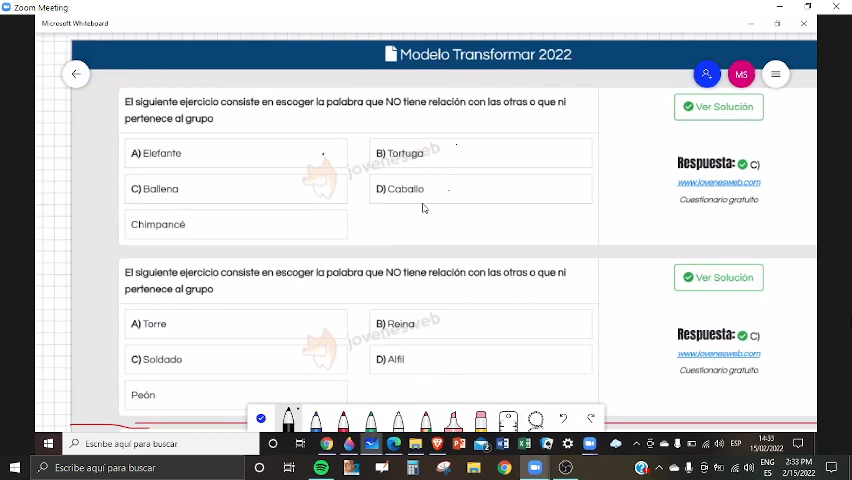 Zoom Meeting
Microsoft Whiteboard
Modelo Transformar 2022
MS
El siguiente ejercicio consiste en escoger la palabra que NO tiene relación con las otras o que ni
pertenece al grupo
A) Elefante
B) Tortuga
C) Ballena
D) Caballo
Chimpancé
jovenesweb
Ver Solución
Respuesta: C)
www.jovenesweb.com
Cuestionario gratuito
El siguiente ejercicio consiste en escoger la palabra que NO tiene relación con las otras o que ni
pertenece al grupo
A) Torre
B) Reina
C) Soldado
D) Alfil
Peón
jovenesweb
Ver Solución
Respuesta: C)
www.jovenesweb.com
Cuestionario gratuito
Escribe aquí para buscar
ESP
14:33
15/02/2022
Escribe aquí para buscar
ENG
ES
2:33 PM
2/15/2022